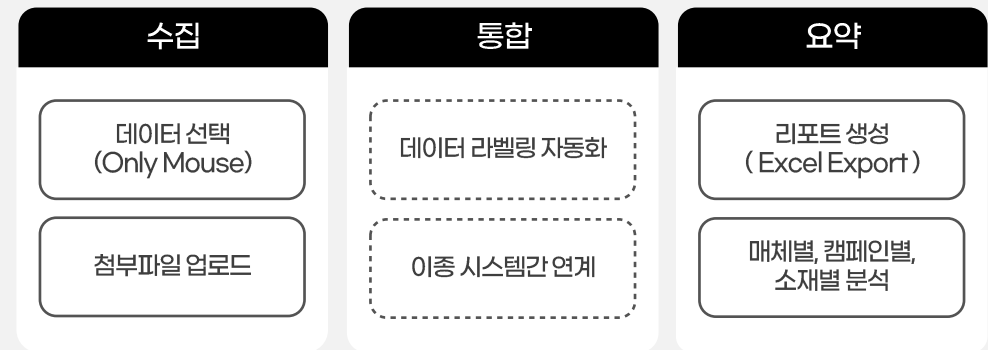 수집
데이터 선택
(Only Mouse)
첨부파일 업로드
통합
데이터 라벨링 자동화
이종 시스템간 연계
요약
리포트 생성
( Excel Export )
매체별, 캠페인별,
소재별 분석